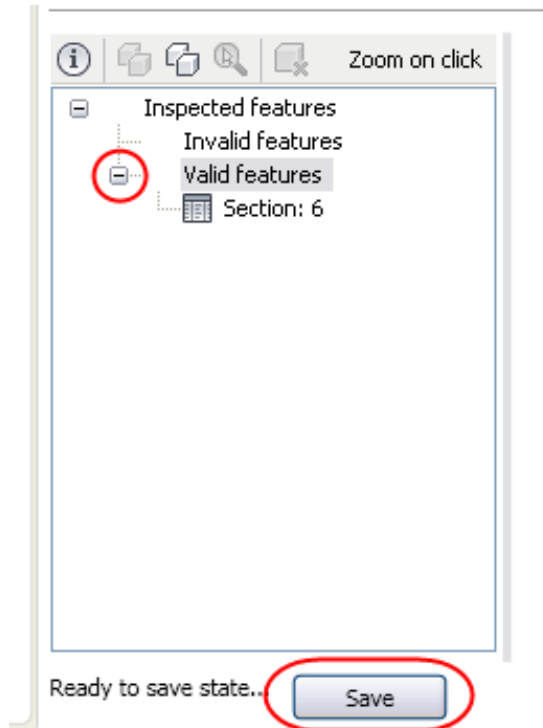 Zoom on click
Inspected features
Invalid features
Valid features
Section: 6
Ready to save state...
Save